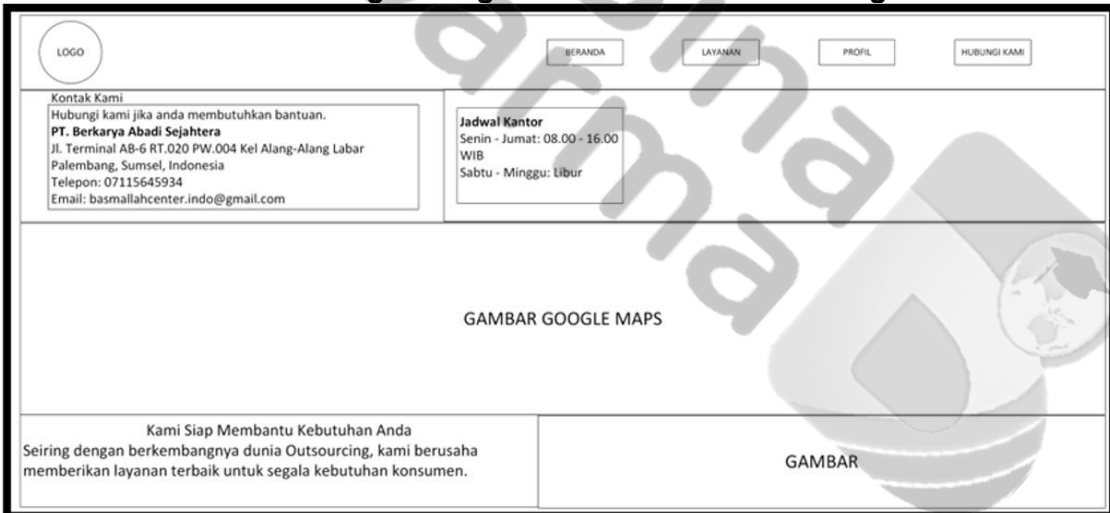 LOGO
BERANDA
LAYANAN
PROFIL
HUBUNGI KAMI
Kontak Kami
Hubungi kami jika anda membutuhkan bantuan.
PT. Berkarya Abadi Sejahtera
Jl. Terminal AB-6 RT.020 PW.004 Kel Alang-Alang Labar
Palembang, Sumsel, Indonesia
Telepon: 07115645934
Email: basmallahcenter.indo@gmail.com
Jadwal Kantor
Senin - Jumat: 08.00 - 16.00
WIB
Sabtu - Minggu: Libur
GAMBAR GOOGLE MAPS
Kami Siap Membantu Kebutuhan Anda
Seiring dengan berkembangnya dunia Outsourcing, kami berusaha
memberikan layanan terbaik untuk segala kebutuhan konsumen.
GAMBAR